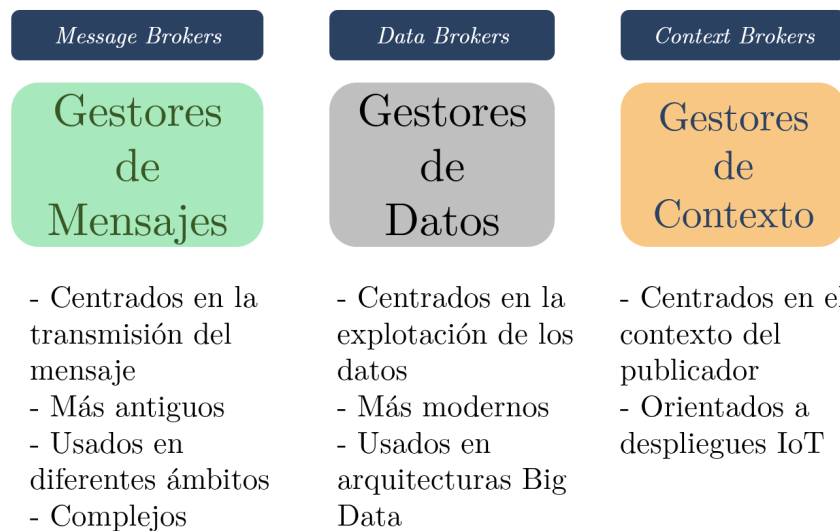 Message Brokers
Gestores
de
Mensajes
- Centrados en la
transmisión del
mensaje
- Más antiguos
- Usados en
diferentes ámbitos
- Complejos
Data Brokers
Gestores
de
Datos
- Centrados en la
explotación de los
datos
- Más modernos
- Usados en
arquitecturas Big
Data
Context Brokers
Gestores
de
Contexto
- Centrados en el
contexto del
publicador
- Orientados a
despliegues IoT